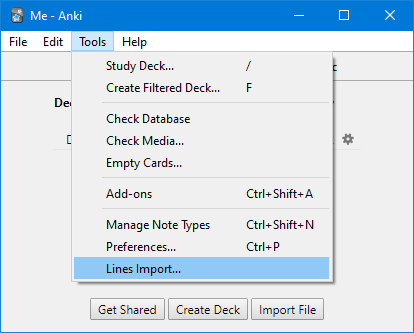 Me - Anki
File Edit Tools Help
Study Deck... /
Create Filtered Deck... F
Check Database
Check Media...
Empty Cards...
Add-ons Ctrl+Shift+A
Manage Note Types Ctrl+Shift+N
Preferences... Ctrl+P
Lines Import...
Get Shared Create Deck Import File